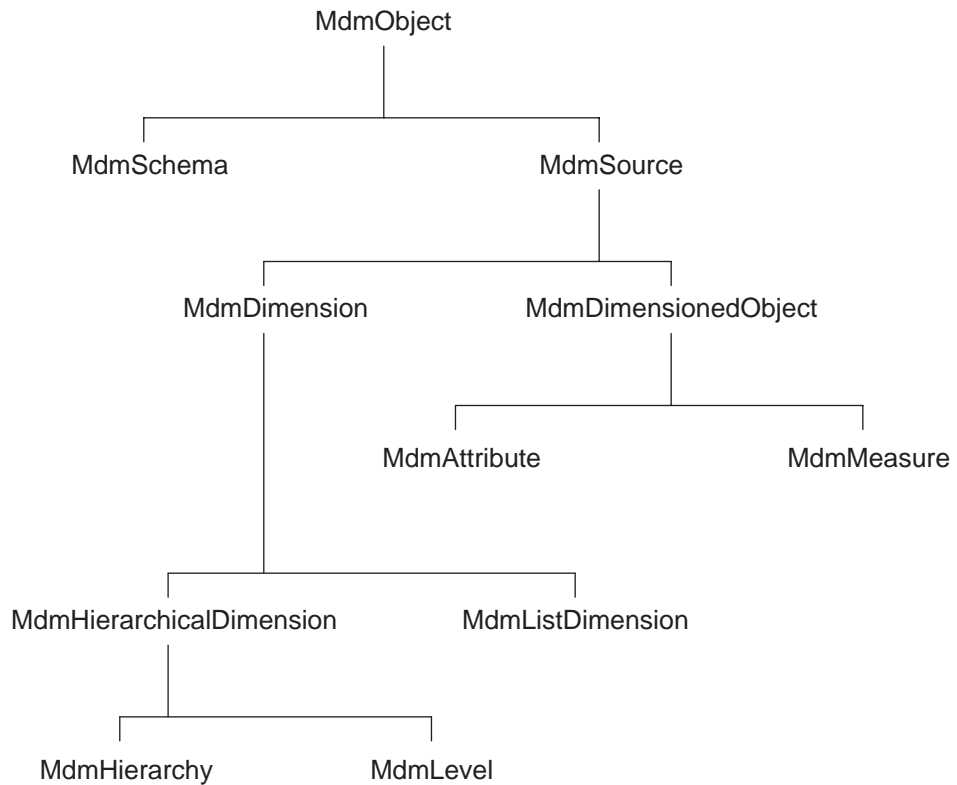 MdmObject
MdmSchema
MdmSource
MdmDimension
MdmDimensionedObject
MdmAttribute
MdmMeasure
MdmHierarchicalDimension
MdmListDimension
MdmHierarchy
MdmLevel